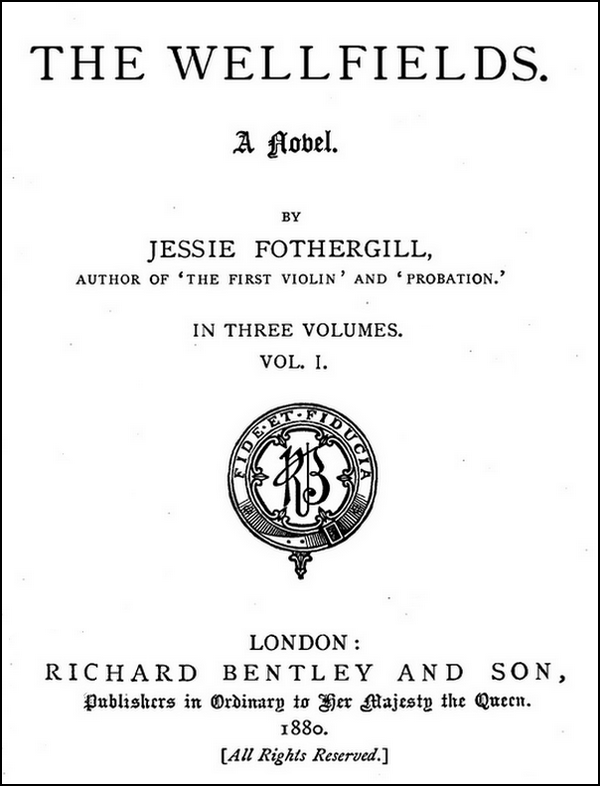 THE WELLFIELDS.
A Novel.
BY
JESSIE FOTHERGILL,
AUTHOR OF ‘THE FIRST VIOLIN’ AND ‘PROBATION.’
IN THREE VOLUMES.
VOL. I.
FIDE·ET·FIDUCIA
RB
LONDON:
RICHARD BENTLEY AND SON,
Publishers in Ordinary to Her Majesty the Queen.
1880.
[All Rights Reserved.]